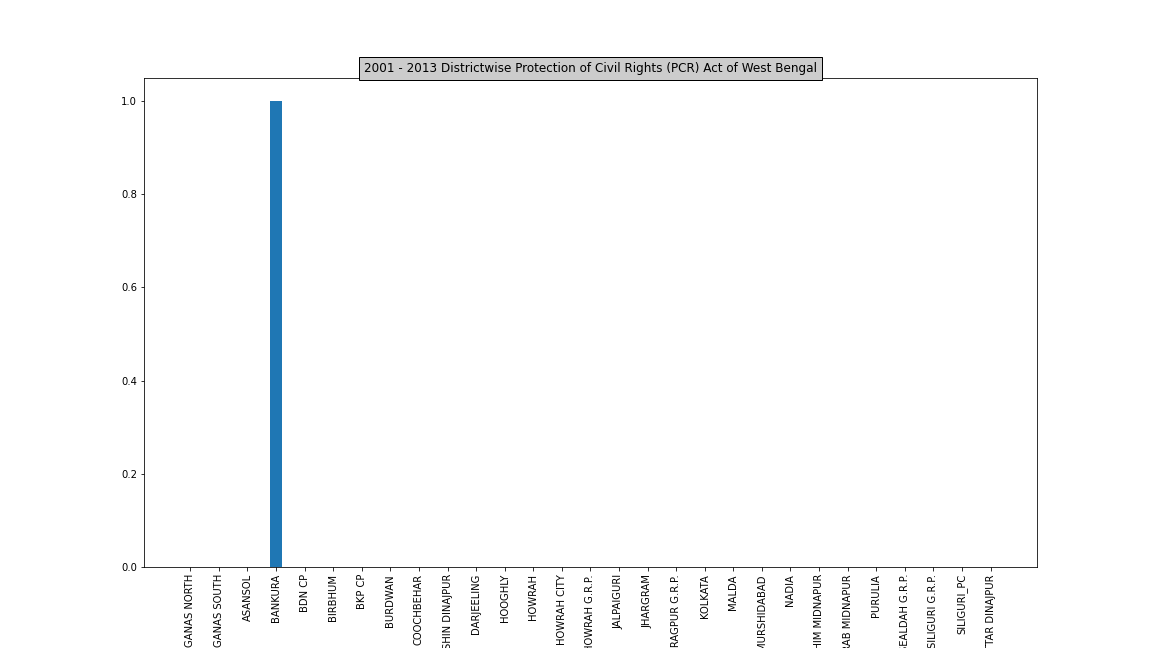 2001 - 2013 Districtwise Protection of Civil Rights (PCR) Act of West Bengal
1.0
0.8
0.6
0.4
0.2
0.0
GANAS NORTH
GANAS SOUTH
ASANSOL
BANKURA
BDN CP
BIRBHUM
BKP CP
BURDWAN
COOCHBEHAR
SHIN DINAJPUR
DARJEELING
HOOGHLY
HOWRAH
HOWRAH CITY
HOWRAH G.R.P.
JALPAIGURI
JHARGRAM
RAGPUR G.R.P.
KOLKATA
MALDA
MURSHIDABAD
NADIA
HIM MIDNAPUR
RAB MIDNAPUR
PURULIA
EALDAH G.R.P.
SILIGURI G.R.P.
SILIGURI_PC
TAR DINAJPUR